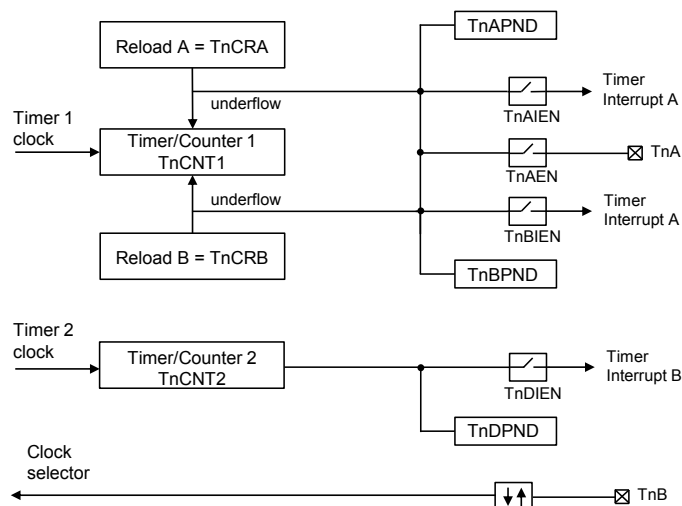 Reload A = TnCRA
TnAPND
underflow
Timer
Interrupt A
TnAIEN
Timer 1
clock
Timer/Counter 1
TnCNT1
TnA
TnAEN
underflow
Timer
Interrupt A
TnBIEN
Reload B = TnCRB
TnBPND
Timer 2
clock
Timer/Counter 2
TnCNT2
Timer
Interrupt B
TnDIEN
TnDPND
Clock
selector
TnB